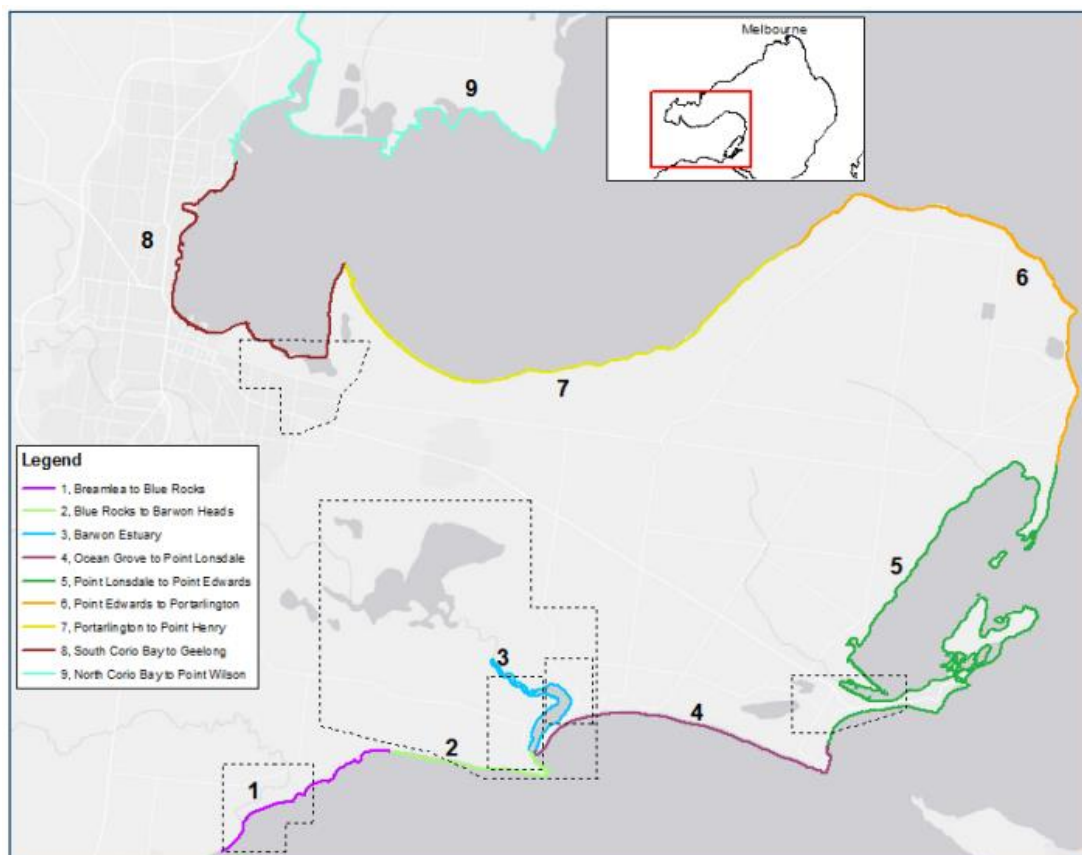 Melbourne
9
8
6
7
Legend
1, Breamlea to Blue Rocks
2, Blue Rocks to Barwon Heads
3, Barwon Estuary
4, Ocean Grove to Point Lonsdale
5, Point Lonsdale to Point Edwards
6, Point Edwards to Portarlington
7, Portarlington to Point Henry
8, South Corio Bay to Geelong
9, North Corio Bay to Point Wilson
5
3
4
2
1